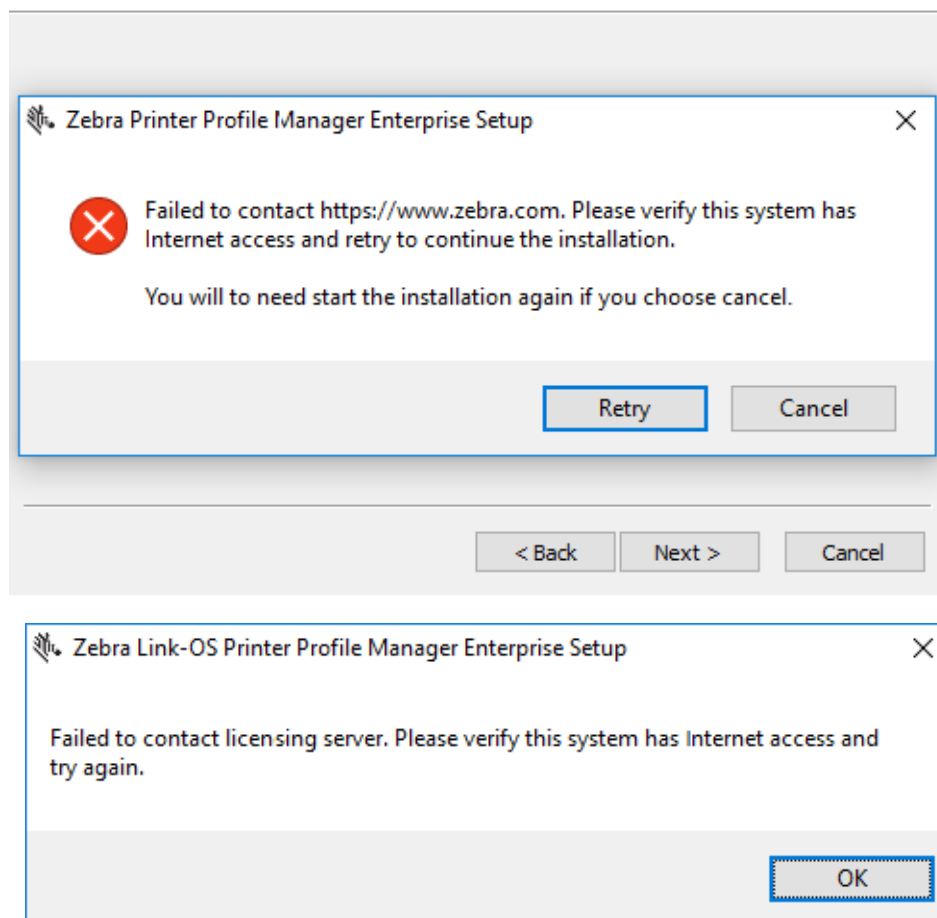 Zebra Printer Profile Manager Enterprise Setup
Failed to contact https://www.zebra.com. Please verify this system has
Internet access and retry to continue the installation.
You will to need start the installation again if you choose cancel.
Retry
Cancel
< Back
Next >
Cancel
Zebra Link-OS Printer Profile Manager Enterprise Setup
Failed to contact licensing server. Please verify this system has Internet access and
try again.
OK